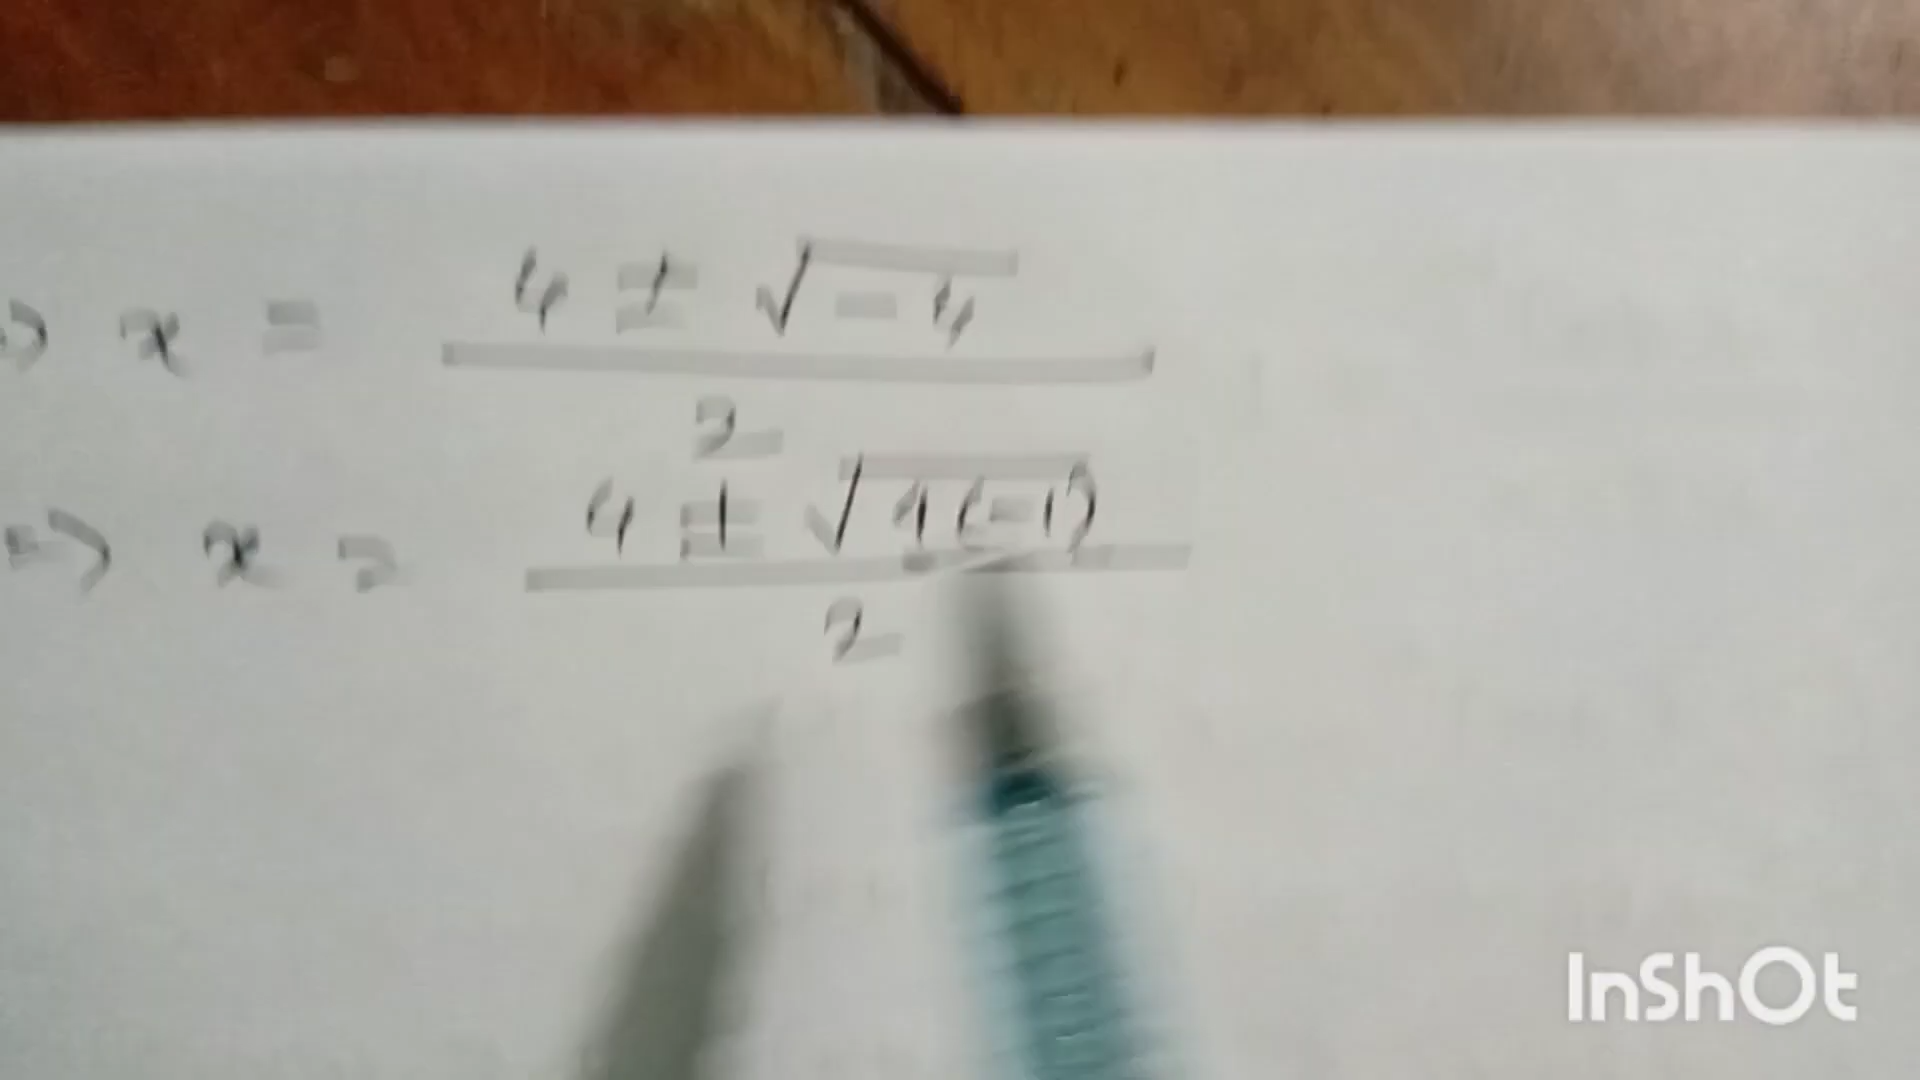 ⇒ x = 4 ± √-4 / 2
⇒ x = 4 ± √4(-1) / 2
InShOt